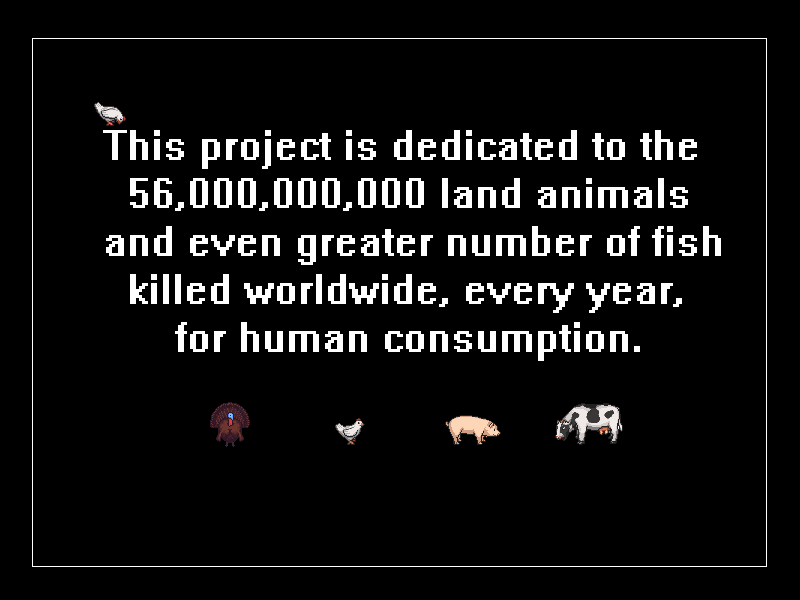 This project is dedicated to the
56,000,000,000 land animals
and even greater number of fish
killed worldwide, every year,
for human consumption.